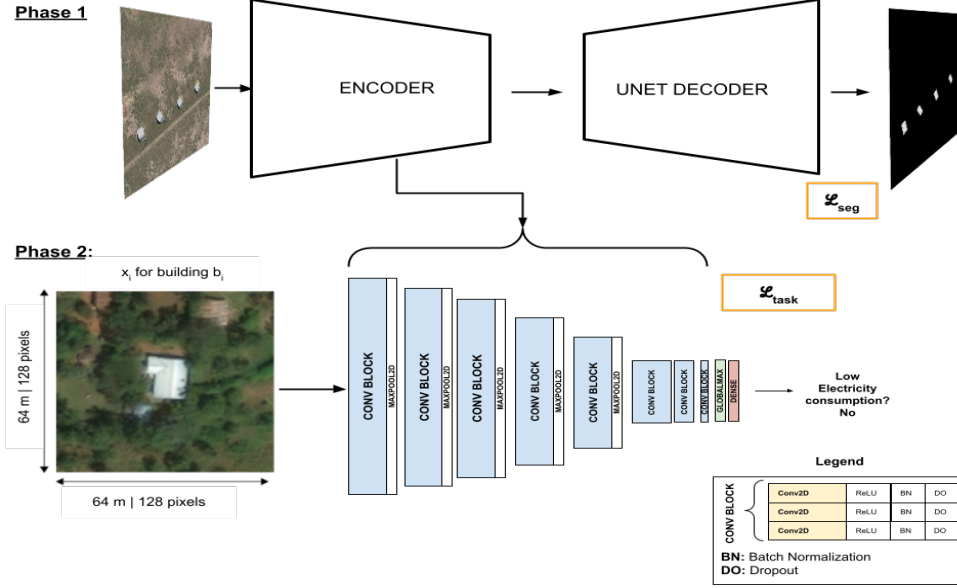 Phase 1
ENCODER
UNET DECODER
ℒseg
Phase 2:
xi for building bi
ℒtask
64 m | 128 pixels
64 m | 128 pixels
CONV BLOCK
MAXPOOL2D
CONV BLOCK
MAXPOOL2D
CONV BLOCK
MAXPOOL2D
CONV BLOCK
MAXPOOL2D
CONV BLOCK
MAXPOOL2D
CONV BLOCK
CONV BLOCK
CONV BLOCK
GLOBALMAX
DENSE
Low
Electricity
consumption?
No
Legend
CONV BLOCK
Conv2D ReLU BN DO
Conv2D ReLU BN DO
Conv2D ReLU BN DO
BN: Batch Normalization
DO: Dropout